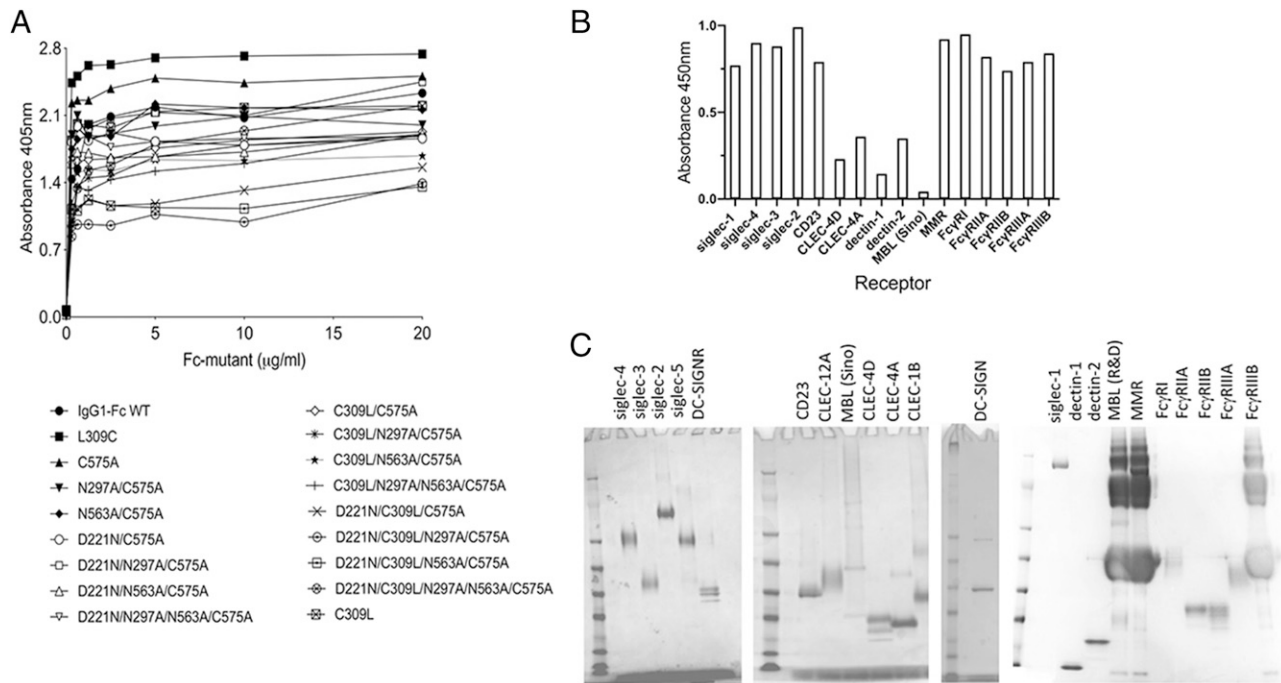 A
Absorbance 405nm
2.8
2.1
1.4
0.7
0.0
0
5
10
15
20
Fc-mutant (µg/ml)
IgG1-Fc WT
L309C
C575A
N297A/C575A
N563A/C575A
D221N/C575A
D221N/N297A/C575A
D221N/N563A/C575A
D221N/N297A/N563A/C575A
C309L/C575A
C309L/N297A/C575A
C309L/N563A/C575A
C309L/N297A/N563A/C575A
D221N/C309L/C575A
D221N/C309L/N297A/C575A
D221N/C309L/N563A/C575A
D221N/C309L/N297A/N563A/C575A
C309L
B
Absorbance 450nm
1.0
0.5
0.0
siglec-1
siglec-4
siglec-3
siglec-2
CD23
CLEC-4D
CLEC-4A
dectin-1
dectin-2
MBL (Sino)
MMR
FcγRI
FcγRIIA
FcγRIIB
FcγRIIIA
FcγRIIIB
Receptor
C
siglec-4
siglec-3
siglec-2
siglec-5
DC-SIGNR
CD23
CLEC-12A
MBL (Sino)
CLEC-4D
CLEC-4A
CLEC-1B
DC-SIGN
siglec-1
dectin-1
dectin-2
MBL (R&D)
MMR
FcγRI
FcγRIIA
FcγRIIB
FcγRIIIA
FcγRIIIB